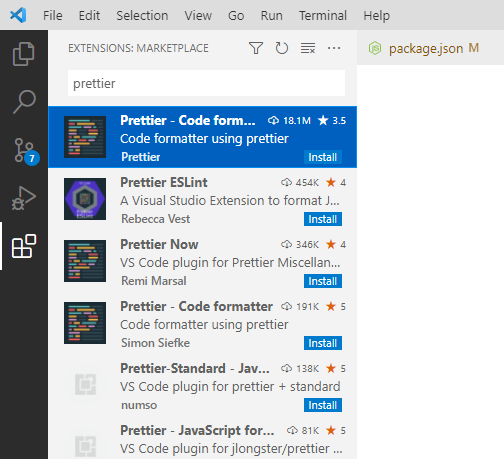 File Edit Selection View Go Run Terminal Help
EXTENSIONS: MARKETPLACE
package.json M
prettier
Prettier - Code form... 18.1M 3.5
Code formatter using prettier
Prettier Install
Prettier ESLint 454K 4
A Visual Studio Extension to format J...
Rebecca Vest Install
7
Prettier Now 346K 4
VS Code plugin for Prettier Miscellan...
Remi Marsal Install
Prettier - Code formatter 191K 5
Code formatter using prettier
Simon Siefke Install
Prettier-Standard - Jav... 138K 5
VS Code plugin for prettier + standard
numso Install
Prettier - JavaScript for... 81K 5
VS Code plugin for jlongster/prettier ...